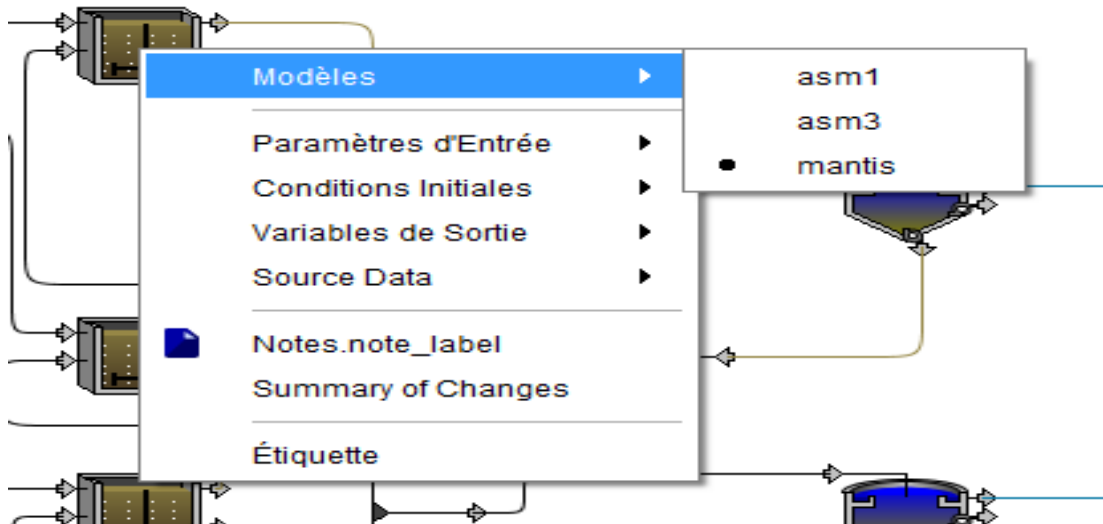 Modèles
asm1
asm3
mantis
Paramètres d'Entrée
Conditions Initiales
Variables de Sortie
Source Data
Notes.note_label
Summary of Changes
Étiquette